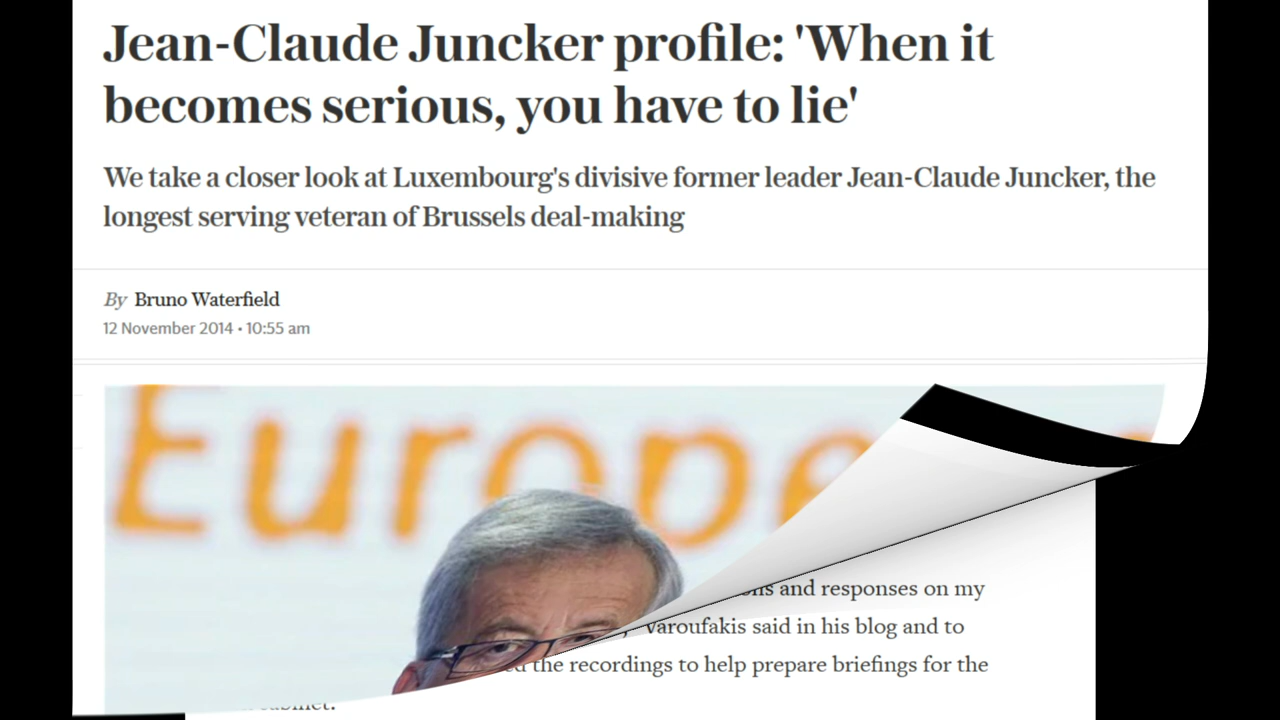 Jean-Claude Juncker profile: 'When it
becomes serious, you have to lie'
We take a closer look at Luxembourg's divisive former leader Jean-Claude Juncker, the
longest serving veteran of Brussels deal-making
By Bruno Waterfield
12 November 2014 • 10:55 am
Europe
and responses on my
Varoufakis said in his blog and to
the recordings to help prepare briefings for the